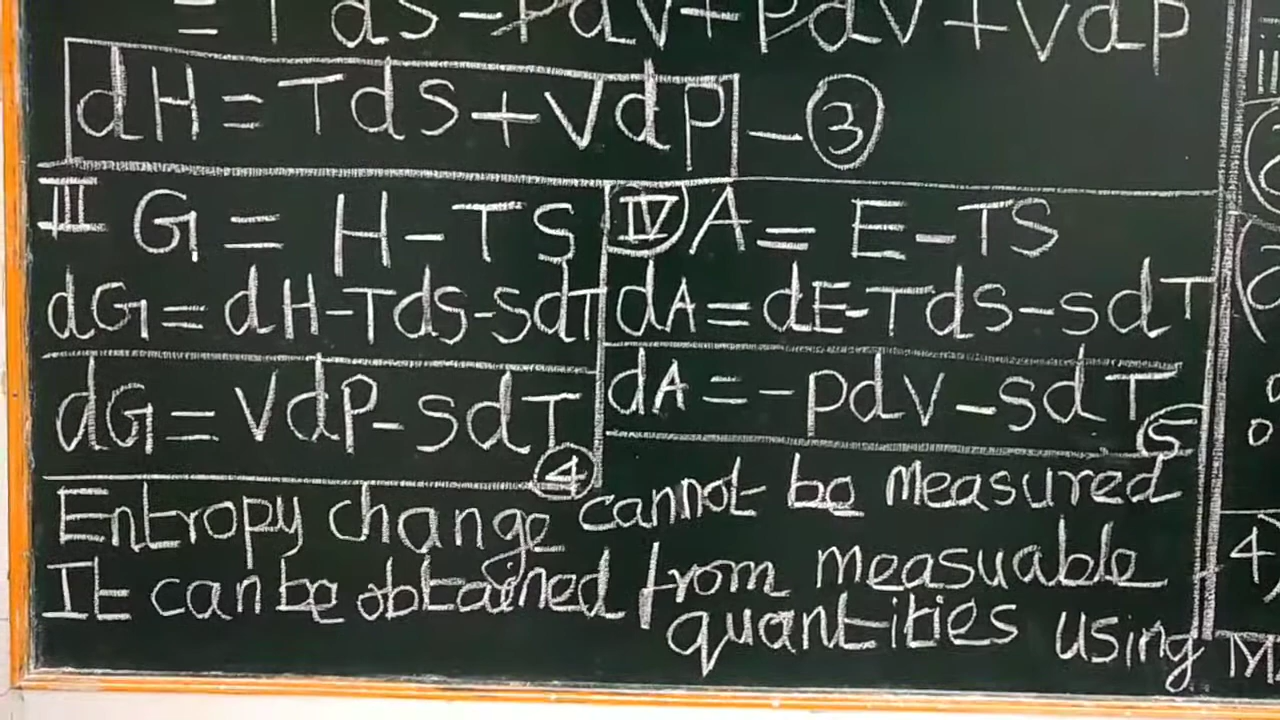 = TdS - pdV + pdV + Vdp
dH = TdS + Vdp - ③
III G = H - TS
dG = dH - TdS - SdT
dG = VdP - SdT ④
IV A = E - TS
dA = dE - TdS - SdT
dA = - pdV - SdT 5
Entropy change cannot be measured
It can be obtained from measuable
quantities using
4)